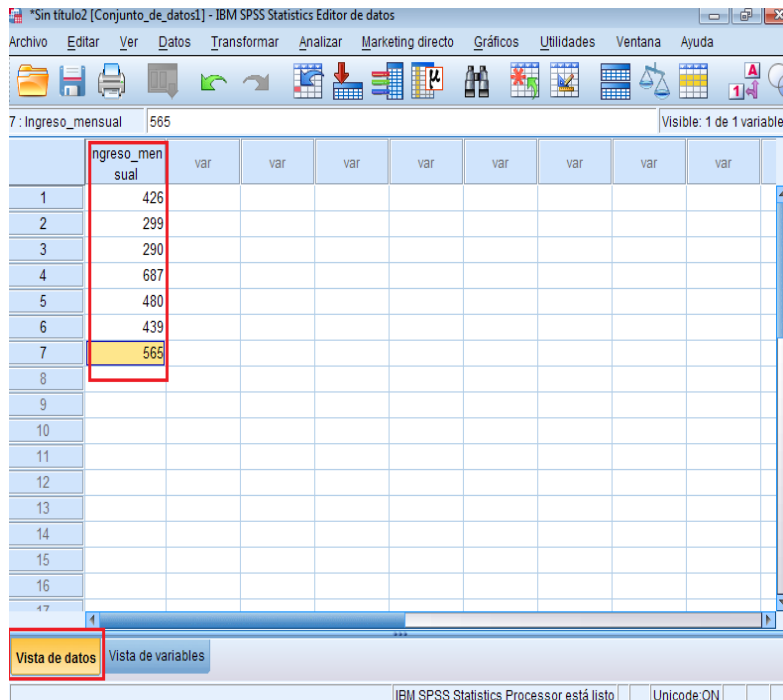 *Sin título2 [Conjunto_de_datos1] - IBM SPSS Statistics Editor de datos
Archivo Editar Ver Datos Transformar Analizar Marketing directo Gráficos Utilidades Ventana Ayuda
7 : Ingreso_mensual 565 Visible: 1 de 1 variable
ngreso_men
sual var var var var var var var var
1 426
2 299
3 290
4 687
5 480
6 439
7 565
8
9
10
11
12
13
14
15
16
17
Vista de datos Vista de variables
IBM SPSS Statistics Processor está listo Unicode:ON